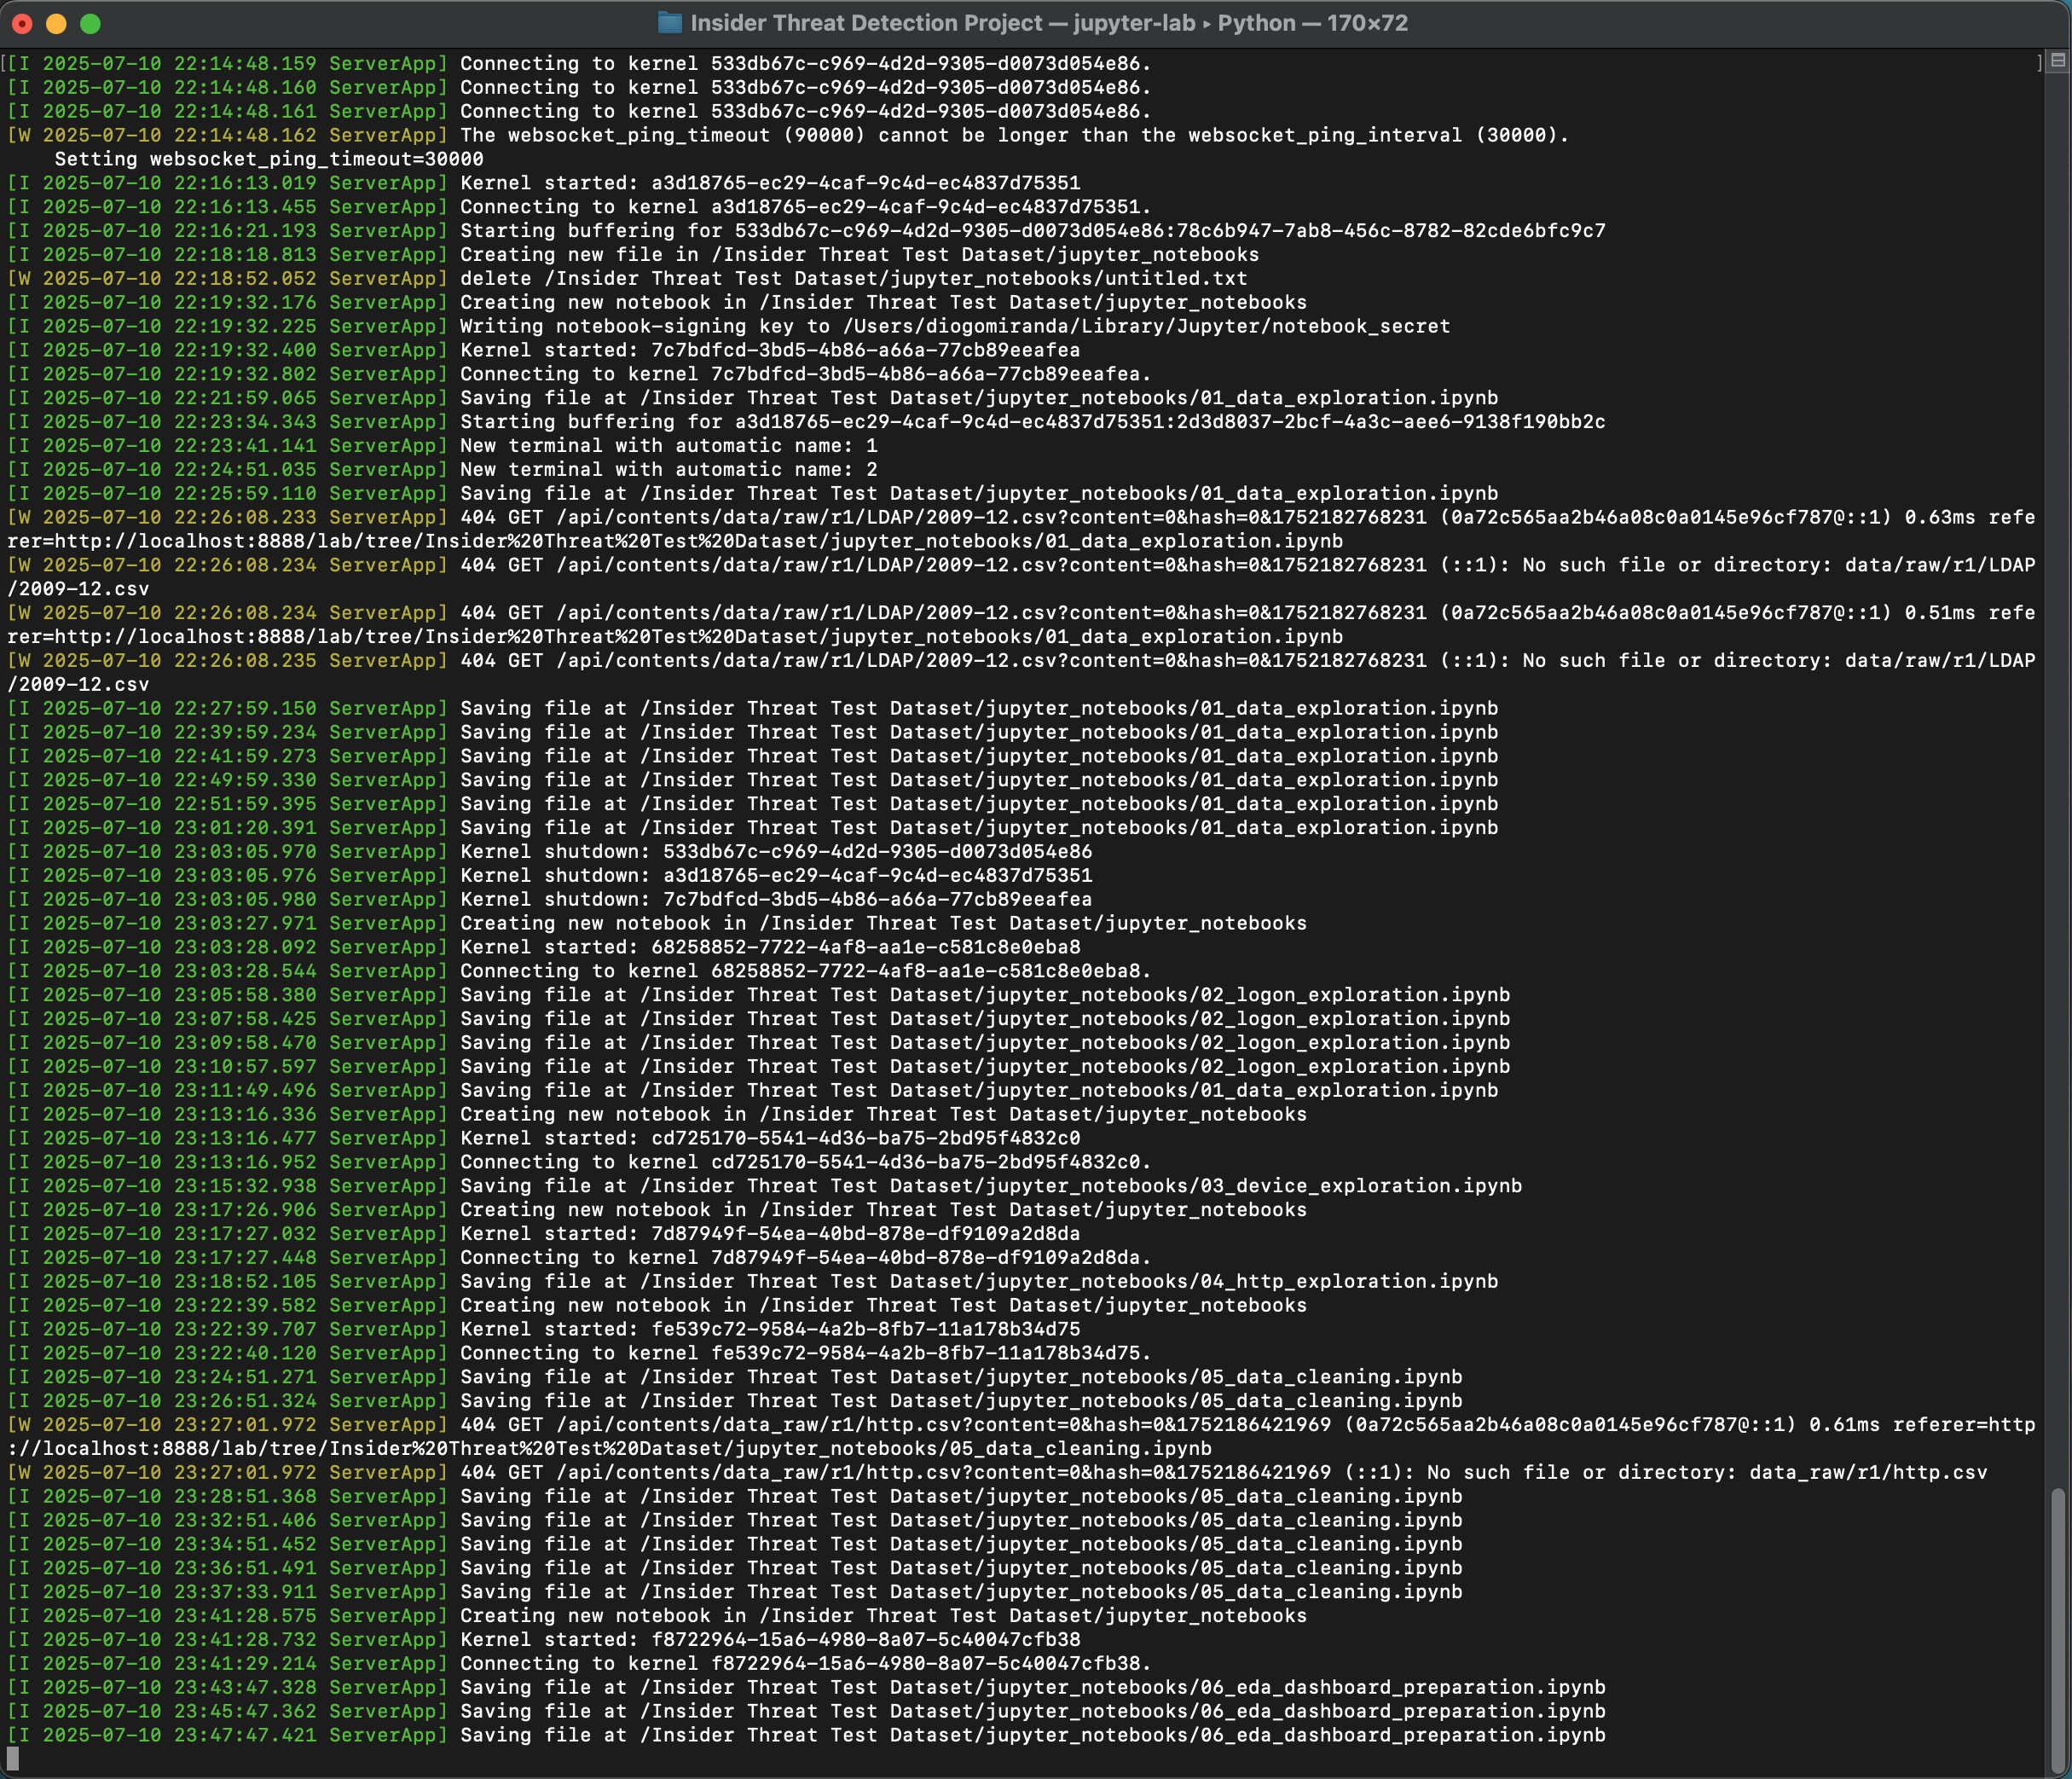 Insider Threat Detection Project — jupyter-lab ▸ Python — 170×72
[[I 2025-07-10 22:14:48.159 ServerApp] Connecting to kernel 533db67c-c969-4d2d-9305-d0073d054e86. ]
[I 2025-07-10 22:14:48.160 ServerApp] Connecting to kernel 533db67c-c969-4d2d-9305-d0073d054e86.
[I 2025-07-10 22:14:48.161 ServerApp] Connecting to kernel 533db67c-c969-4d2d-9305-d0073d054e86.
[W 2025-07-10 22:14:48.162 ServerApp] The websocket_ping_timeout (90000) cannot be longer than the websocket_ping_interval (30000).
    Setting websocket_ping_timeout=30000
[I 2025-07-10 22:16:13.019 ServerApp] Kernel started: a3d18765-ec29-4caf-9c4d-ec4837d75351
[I 2025-07-10 22:16:13.455 ServerApp] Connecting to kernel a3d18765-ec29-4caf-9c4d-ec4837d75351.
[I 2025-07-10 22:16:21.193 ServerApp] Starting buffering for 533db67c-c969-4d2d-9305-d0073d054e86:78c6b947-7ab8-456c-8782-82cde6bfc9c7
[I 2025-07-10 22:18:18.813 ServerApp] Creating new file in /Insider Threat Test Dataset/jupyter_notebooks
[W 2025-07-10 22:18:52.052 ServerApp] delete /Insider Threat Test Dataset/jupyter_notebooks/untitled.txt
[I 2025-07-10 22:19:32.176 ServerApp] Creating new notebook in /Insider Threat Test Dataset/jupyter_notebooks
[I 2025-07-10 22:19:32.225 ServerApp] Writing notebook-signing key to /Users/diogomiranda/Library/Jupyter/notebook_secret
[I 2025-07-10 22:19:32.400 ServerApp] Kernel started: 7c7bdfcd-3bd5-4b86-a66a-77cb89eeafea
[I 2025-07-10 22:19:32.802 ServerApp] Connecting to kernel 7c7bdfcd-3bd5-4b86-a66a-77cb89eeafea.
[I 2025-07-10 22:21:59.065 ServerApp] Saving file at /Insider Threat Test Dataset/jupyter_notebooks/01_data_exploration.ipynb
[I 2025-07-10 22:23:34.343 ServerApp] Starting buffering for a3d18765-ec29-4caf-9c4d-ec4837d75351:2d3d8037-2bcf-4a3c-aee6-9138f190bb2c
[I 2025-07-10 22:23:41.141 ServerApp] New terminal with automatic name: 1
[I 2025-07-10 22:24:51.035 ServerApp] New terminal with automatic name: 2
[I 2025-07-10 22:25:59.110 ServerApp] Saving file at /Insider Threat Test Dataset/jupyter_notebooks/01_data_exploration.ipynb
[W 2025-07-10 22:26:08.233 ServerApp] 404 GET /api/contents/data/raw/r1/LDAP/2009-12.csv?content=0&hash=0&1752182768231 (0a72c565aa2b46a08c0a0145e96cf787@::1) 0.63ms refe
rer=http://localhost:8888/lab/tree/Insider%20Threat%20Test%20Dataset/jupyter_notebooks/01_data_exploration.ipynb
[W 2025-07-10 22:26:08.234 ServerApp] 404 GET /api/contents/data/raw/r1/LDAP/2009-12.csv?content=0&hash=0&1752182768231 (::1): No such file or directory: data/raw/r1/LDAP
/2009-12.csv
[W 2025-07-10 22:26:08.234 ServerApp] 404 GET /api/contents/data/raw/r1/LDAP/2009-12.csv?content=0&hash=0&1752182768231 (0a72c565aa2b46a08c0a0145e96cf787@::1) 0.51ms refe
rer=http://localhost:8888/lab/tree/Insider%20Threat%20Test%20Dataset/jupyter_notebooks/01_data_exploration.ipynb
[W 2025-07-10 22:26:08.235 ServerApp] 404 GET /api/contents/data/raw/r1/LDAP/2009-12.csv?content=0&hash=0&1752182768231 (::1): No such file or directory: data/raw/r1/LDAP
/2009-12.csv
[I 2025-07-10 22:27:59.150 ServerApp] Saving file at /Insider Threat Test Dataset/jupyter_notebooks/01_data_exploration.ipynb
[I 2025-07-10 22:39:59.234 ServerApp] Saving file at /Insider Threat Test Dataset/jupyter_notebooks/01_data_exploration.ipynb
[I 2025-07-10 22:41:59.273 ServerApp] Saving file at /Insider Threat Test Dataset/jupyter_notebooks/01_data_exploration.ipynb
[I 2025-07-10 22:49:59.330 ServerApp] Saving file at /Insider Threat Test Dataset/jupyter_notebooks/01_data_exploration.ipynb
[I 2025-07-10 22:51:59.395 ServerApp] Saving file at /Insider Threat Test Dataset/jupyter_notebooks/01_data_exploration.ipynb
[I 2025-07-10 23:01:20.391 ServerApp] Saving file at /Insider Threat Test Dataset/jupyter_notebooks/01_data_exploration.ipynb
[I 2025-07-10 23:03:05.970 ServerApp] Kernel shutdown: 533db67c-c969-4d2d-9305-d0073d054e86
[I 2025-07-10 23:03:05.976 ServerApp] Kernel shutdown: a3d18765-ec29-4caf-9c4d-ec4837d75351
[I 2025-07-10 23:03:05.980 ServerApp] Kernel shutdown: 7c7bdfcd-3bd5-4b86-a66a-77cb89eeafea
[I 2025-07-10 23:03:27.971 ServerApp] Creating new notebook in /Insider Threat Test Dataset/jupyter_notebooks
[I 2025-07-10 23:03:28.092 ServerApp] Kernel started: 68258852-7722-4af8-aa1e-c581c8e0eba8
[I 2025-07-10 23:03:28.544 ServerApp] Connecting to kernel 68258852-7722-4af8-aa1e-c581c8e0eba8.
[I 2025-07-10 23:05:58.380 ServerApp] Saving file at /Insider Threat Test Dataset/jupyter_notebooks/02_logon_exploration.ipynb
[I 2025-07-10 23:07:58.425 ServerApp] Saving file at /Insider Threat Test Dataset/jupyter_notebooks/02_logon_exploration.ipynb
[I 2025-07-10 23:09:58.470 ServerApp] Saving file at /Insider Threat Test Dataset/jupyter_notebooks/02_logon_exploration.ipynb
[I 2025-07-10 23:10:57.597 ServerApp] Saving file at /Insider Threat Test Dataset/jupyter_notebooks/02_logon_exploration.ipynb
[I 2025-07-10 23:11:49.496 ServerApp] Saving file at /Insider Threat Test Dataset/jupyter_notebooks/01_data_exploration.ipynb
[I 2025-07-10 23:13:16.336 ServerApp] Creating new notebook in /Insider Threat Test Dataset/jupyter_notebooks
[I 2025-07-10 23:13:16.477 ServerApp] Kernel started: cd725170-5541-4d36-ba75-2bd95f4832c0
[I 2025-07-10 23:13:16.952 ServerApp] Connecting to kernel cd725170-5541-4d36-ba75-2bd95f4832c0.
[I 2025-07-10 23:15:32.938 ServerApp] Saving file at /Insider Threat Test Dataset/jupyter_notebooks/03_device_exploration.ipynb
[I 2025-07-10 23:17:26.906 ServerApp] Creating new notebook in /Insider Threat Test Dataset/jupyter_notebooks
[I 2025-07-10 23:17:27.032 ServerApp] Kernel started: 7d87949f-54ea-40bd-878e-df9109a2d8da
[I 2025-07-10 23:17:27.448 ServerApp] Connecting to kernel 7d87949f-54ea-40bd-878e-df9109a2d8da.
[I 2025-07-10 23:18:52.105 ServerApp] Saving file at /Insider Threat Test Dataset/jupyter_notebooks/04_http_exploration.ipynb
[I 2025-07-10 23:22:39.582 ServerApp] Creating new notebook in /Insider Threat Test Dataset/jupyter_notebooks
[I 2025-07-10 23:22:39.707 ServerApp] Kernel started: fe539c72-9584-4a2b-8fb7-11a178b34d75
[I 2025-07-10 23:22:40.120 ServerApp] Connecting to kernel fe539c72-9584-4a2b-8fb7-11a178b34d75.
[I 2025-07-10 23:24:51.271 ServerApp] Saving file at /Insider Threat Test Dataset/jupyter_notebooks/05_data_cleaning.ipynb
[I 2025-07-10 23:26:51.324 ServerApp] Saving file at /Insider Threat Test Dataset/jupyter_notebooks/05_data_cleaning.ipynb
[W 2025-07-10 23:27:01.972 ServerApp] 404 GET /api/contents/data_raw/r1/http.csv?content=0&hash=0&1752186421969 (0a72c565aa2b46a08c0a0145e96cf787@::1) 0.61ms referer=http
://localhost:8888/lab/tree/Insider%20Threat%20Test%20Dataset/jupyter_notebooks/05_data_cleaning.ipynb
[W 2025-07-10 23:27:01.972 ServerApp] 404 GET /api/contents/data_raw/r1/http.csv?content=0&hash=0&1752186421969 (::1): No such file or directory: data_raw/r1/http.csv
[I 2025-07-10 23:28:51.368 ServerApp] Saving file at /Insider Threat Test Dataset/jupyter_notebooks/05_data_cleaning.ipynb
[I 2025-07-10 23:32:51.406 ServerApp] Saving file at /Insider Threat Test Dataset/jupyter_notebooks/05_data_cleaning.ipynb
[I 2025-07-10 23:34:51.452 ServerApp] Saving file at /Insider Threat Test Dataset/jupyter_notebooks/05_data_cleaning.ipynb
[I 2025-07-10 23:36:51.491 ServerApp] Saving file at /Insider Threat Test Dataset/jupyter_notebooks/05_data_cleaning.ipynb
[I 2025-07-10 23:37:33.911 ServerApp] Saving file at /Insider Threat Test Dataset/jupyter_notebooks/05_data_cleaning.ipynb
[I 2025-07-10 23:41:28.575 ServerApp] Creating new notebook in /Insider Threat Test Dataset/jupyter_notebooks
[I 2025-07-10 23:41:28.732 ServerApp] Kernel started: f8722964-15a6-4980-8a07-5c40047cfb38
[I 2025-07-10 23:41:29.214 ServerApp] Connecting to kernel f8722964-15a6-4980-8a07-5c40047cfb38.
[I 2025-07-10 23:43:47.328 ServerApp] Saving file at /Insider Threat Test Dataset/jupyter_notebooks/06_eda_dashboard_preparation.ipynb
[I 2025-07-10 23:45:47.362 ServerApp] Saving file at /Insider Threat Test Dataset/jupyter_notebooks/06_eda_dashboard_preparation.ipynb
[I 2025-07-10 23:47:47.421 ServerApp] Saving file at /Insider Threat Test Dataset/jupyter_notebooks/06_eda_dashboard_preparation.ipynb